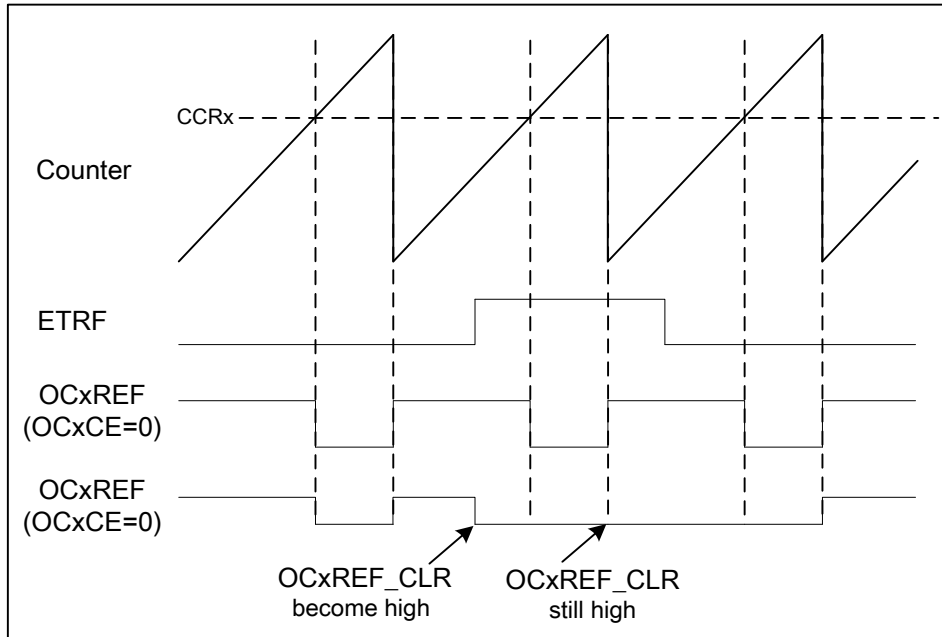 CCRx
Counter
ETRF
OCxREF
(OCxCE=0)
OCxREF
(OCxCE=0)
OCxREF_CLR
become high
OCxREF_CLR
still high